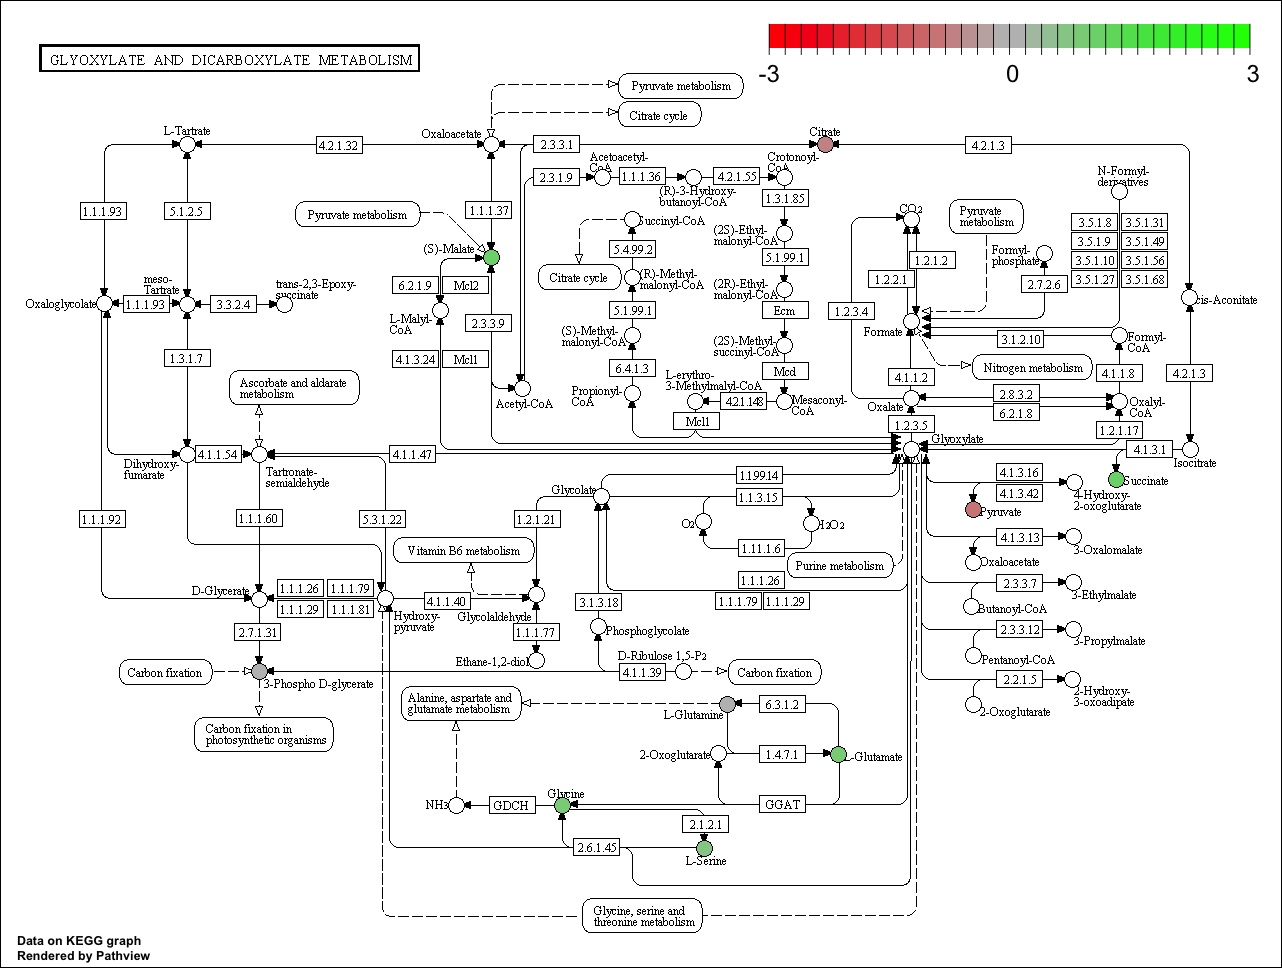 -3
0
3
GLYOXYLATE AND DICARBOXYLATE METABOLISM
Pyruvate metabolism
Citrate cycle
L-Tartrate
Oxaloacetate
Citrate
4.2.1.32
2.3.3.1
4.2.1.3
Acetoacetyl-
CoA
Crotonoyl-
CoA
2.3.1.9
1.1.1.36
4.2.1.55
(R)-3-Hydroxy-
butanoyl-CoA
1.3.1.85
N-Formyl-
derivatives
1.1.1.93
5.1.2.5
Pyruvate metabolism
1.1.1.37
Succinyl-CoA
(2S)-Ethyl-
malonyl-CoA
CO2
Pyruvate
metabolism
3.5.1.8
3.5.1.31
3.5.1.9
3.5.1.49
3.5.1.10
3.5.1.56
3.5.1.27
3.5.1.68
(S)-Malate
5.4.99.2
5.1.99.1
Formyl-
phosphate
1.2.1.2
1.2.2.1
2.7.2.6
Citrate cycle
(R)-Methyl-
malonyl-CoA
(2R)-Ethyl-
malonyl-CoA
6.2.1.9
Mcl2
meso-
Tartrate
trans-2,3-Epoxy-
succinate
Oxaloglycolate
1.1.1.93
3.3.2.4
cis-Aconitate
L-Malyl-
CoA
2.3.3.9
5.1.99.1
Ecm
1.2.3.4
Formate
(S)-Methyl-
malonyl-CoA
(2S)-Methyl-
succinyl-CoA
3.1.2.10
Formyl-
CoA
1.3.1.7
4.1.3.24
Mcl1
6.4.1.3
Mcd
Nitrogen metabolism
4.1.1.2
4.1.1.8
4.2.1.3
Ascorbate and aldarate
metabolism
Acetyl-CoA
Propionyl-
CoA
L-erythro-
3-Methylmalyl-CoA
4.2.1.148
Mesaconyl-
CoA
Oxalate
2.8.3.2
6.2.1.8
Oxalyl-
CoA
Mcl1
1.2.3.5
1.2.1.17
Glyoxylate
Dihydroxy-
fumarate
4.1.1.54
Tartronate-
semialdehyde
4.1.1.47
4.1.3.1
Isocitrate
1.1.99.14
4.1.3.16
Succinate
Glycolate
1.1.3.15
4.1.3.42
4-Hydroxy-
2-oxoglutarate
Pyruvate
1.1.1.92
1.1.1.60
5.3.1.22
1.2.1.21
O2
H2O2
4.1.3.13
3-Oxalomalate
Vitamin B6 metabolism
1.11.1.6
Purine metabolism
Oxaloacetate
1.1.1.26
2.3.3.7
3-Ethylmalate
D-Glycerate
1.1.1.26
1.1.1.79
1.1.1.29
1.1.1.81
4.1.1.40
3.1.3.18
1.1.1.79
1.1.1.29
Butanoyl-CoA
Hydroxy-
pyruvate
Glycolaldehyde
2.7.1.31
1.1.1.77
Phosphoglycolate
2.3.3.12
3-Propylmalate
Ethane-1,2-diol
D-Ribulose 1,5-P2
Pentanoyl-CoA
Carbon fixation
4.1.1.39
Carbon fixation
3-Phospho D-glycerate
2.2.1.5
2-Hydroxy-
3-oxoadipate
Alanine, aspartate and
glutamate metabolism
L-Glutamine
6.3.1.2
2-Oxoglutarate
Carbon fixation in
photosynthetic organisms
2-Oxoglutarate
1.4.7.1
L-Glutamate
NH3
GDCH
Glycine
GGAT
2.1.2.1
2.6.1.45
L-Serine
Glycine, serine and
threonine metabolism
Data on KEGG graph
Rendered by Pathview